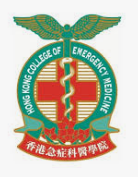 HONG KONG COLLEGE OF EMERGENCY MEDICINE
香港急症科醫學院